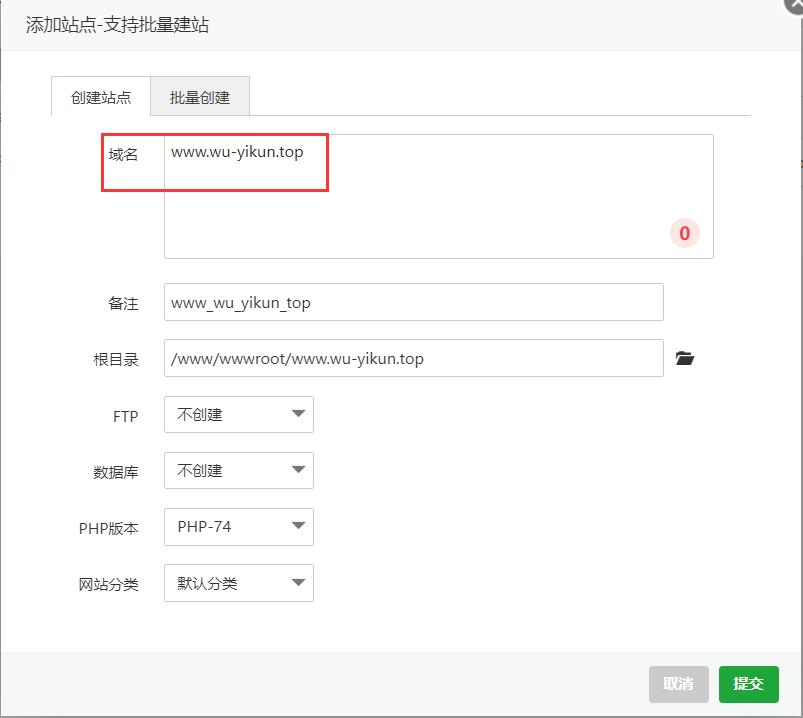 添加站点-支持批量建站
创建站点 批量创建
域名 www.wu-yikun.top
0
备注 www_wu_yikun_top
根目录 /www/wwwroot/www.wu-yikun.top
FTP 不创建
数据库 不创建
PHP版本 PHP-74
网站分类 默认分类
取消 提交